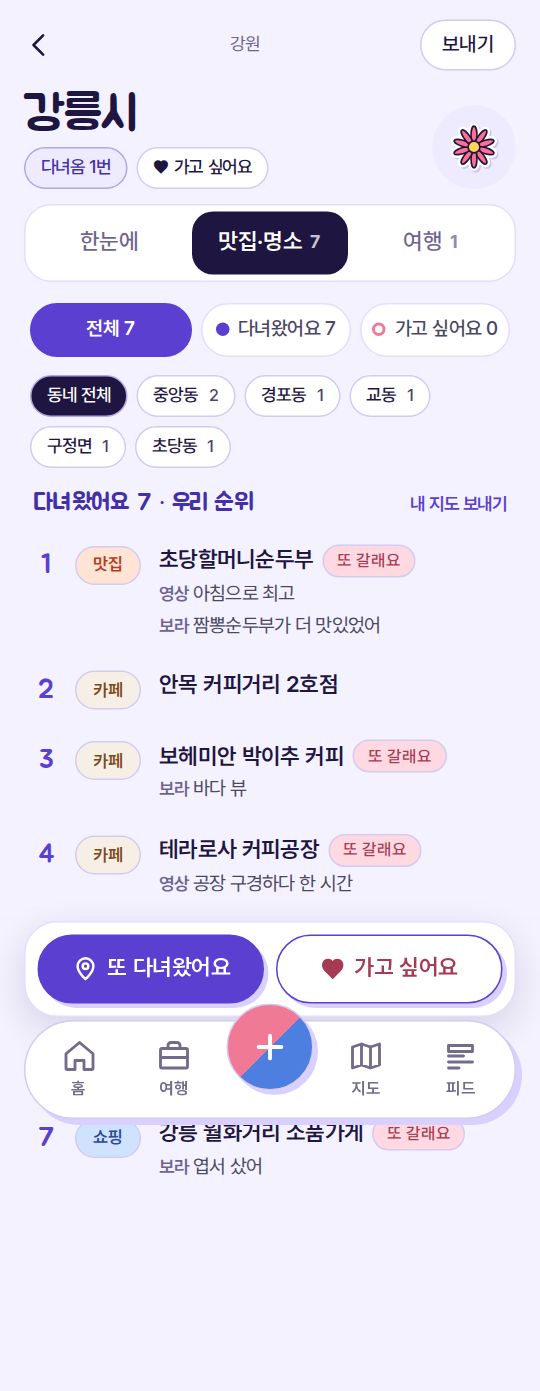 강원
보내기
강릉시
다녀옴 1번
가고 싶어요
한눈에
맛집·명소 7
여행 1
전체 7
다녀왔어요 7
가고 싶어요 0
동네 전체
중앙동 2
경포동 1
교동 1
구정면 1
초당동 1
다녀왔어요 7 · 우리 순위
내 지도 보내기
1 맛집 초당할머니순두부 또 갈래요
영상 아침으로 최고
보라 짬뽕순두부가 더 맛있었어
2 카페 안목 커피거리 2호점
3 카페 보헤미안 박이추 커피 또 갈래요
보라 바다 뷰
4 카페 테라로사 커피공장 또 갈래요
영상 공장 구경하다 한 시간
또 다녀왔어요
가고 싶어요
홈
여행
지도
피드
7 쇼핑 강릉 월화거리 소품가게 또 갈래요
보라 엽서 샀어